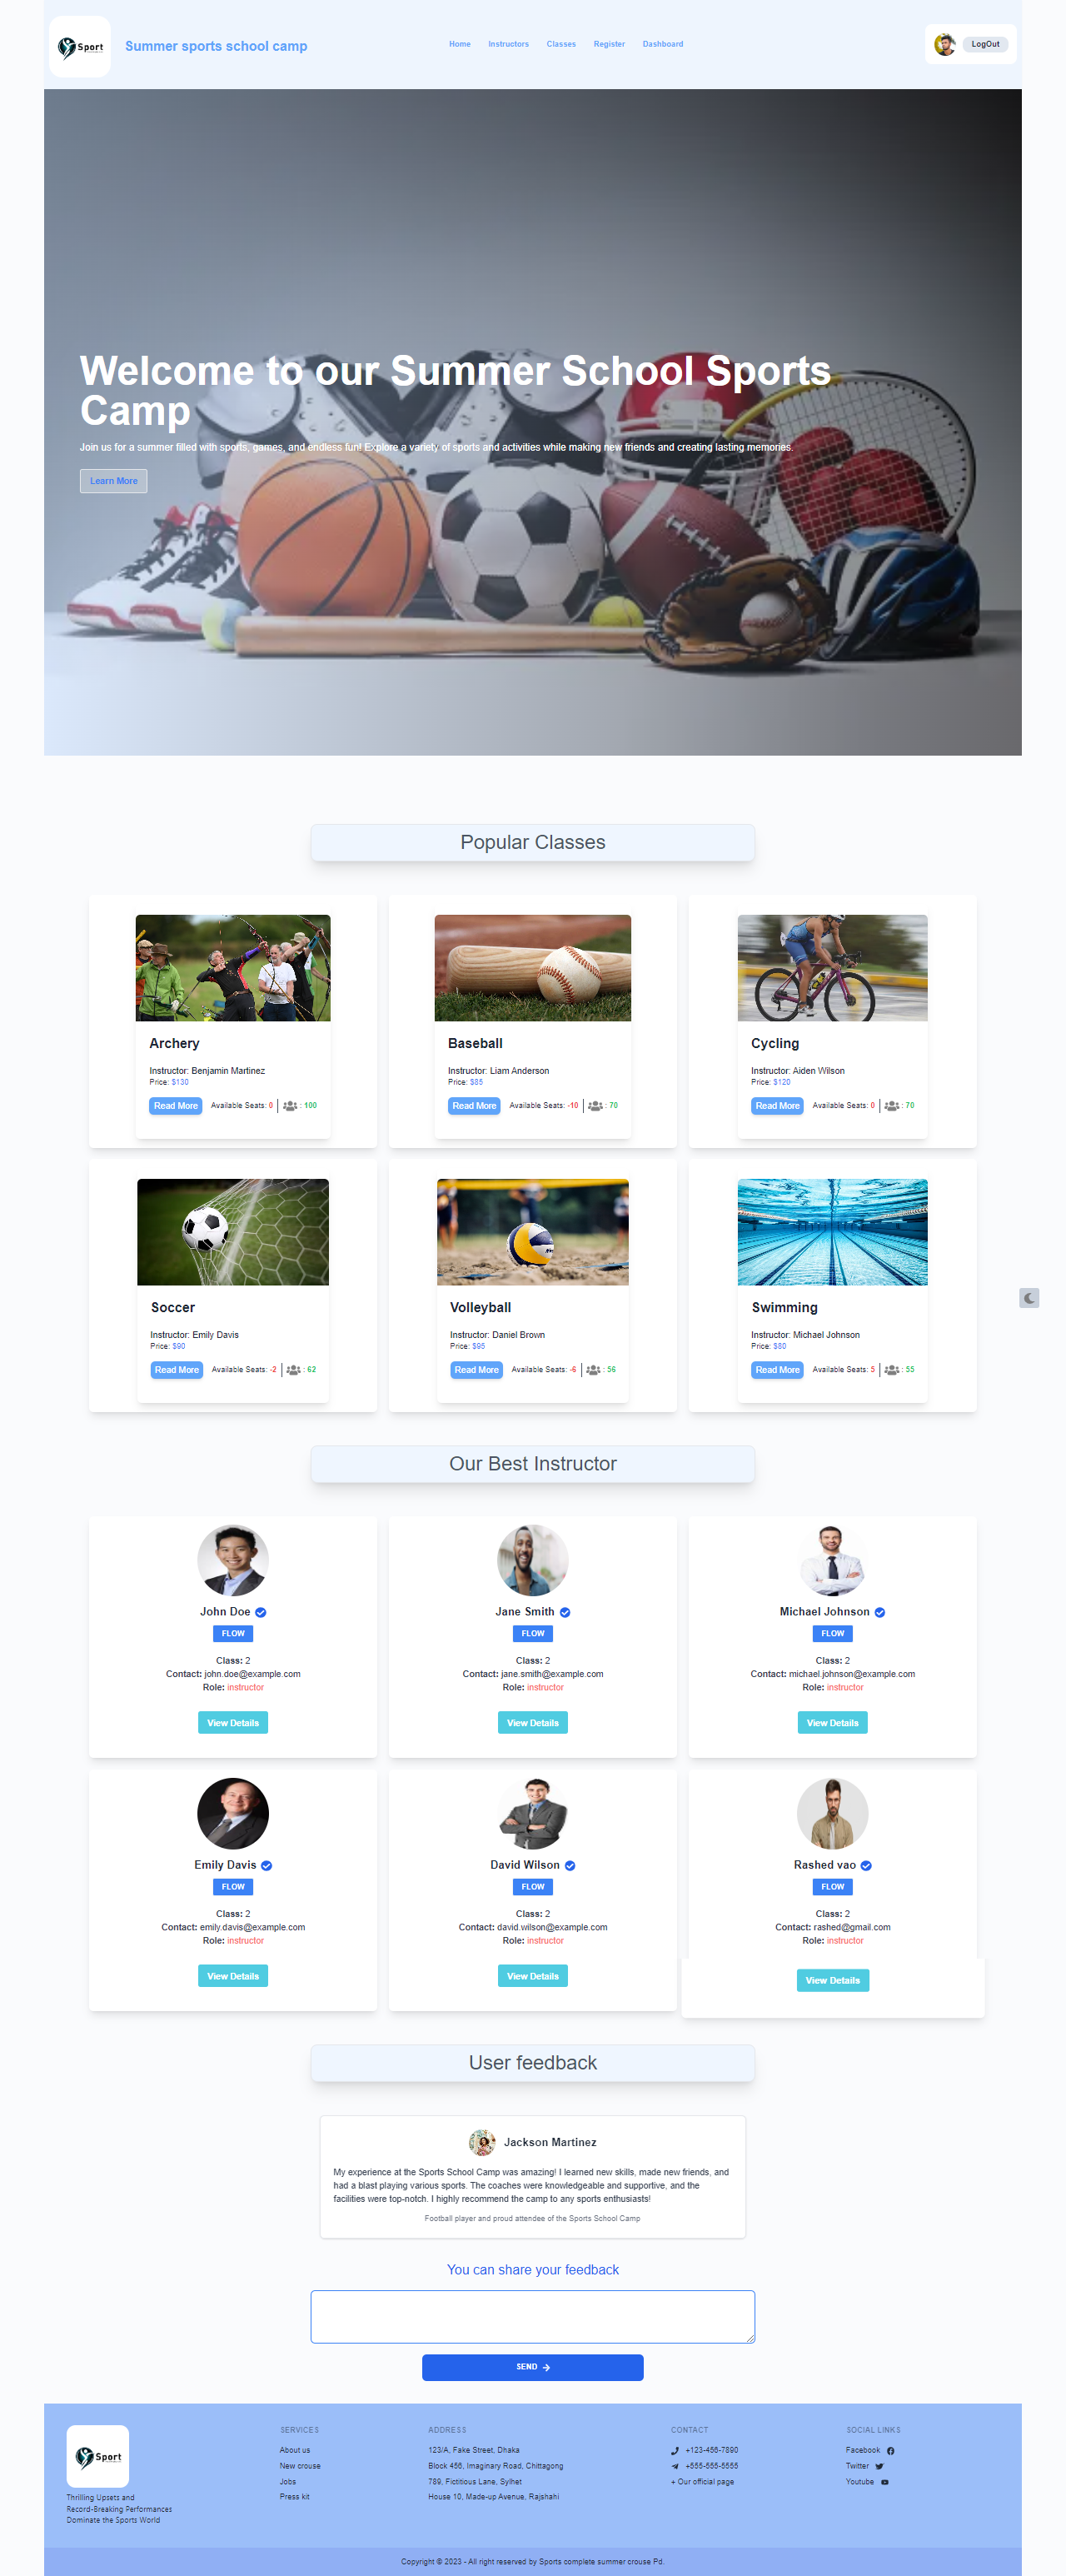 Sport
Summer sports school camp
Home
Instructors
Classes
Register
Dashboard
LogOut
Welcome to our Summer School Sports
Camp
Join us for a summer filled with sports, games, and endless fun! Explore a variety of sports and activities while making new friends and creating lasting memories.
Learn More
Popular Classes
Archery
Instructor: Benjamin Martinez
Price: $130
Read More
Available Seats: 0
: 100
Baseball
Instructor: Liam Anderson
Price: $85
Read More
Available Seats: -10
: 70
Cycling
Instructor: Aiden Wilson
Price: $120
Read More
Available Seats: 0
: 70
Soccer
Instructor: Emily Davis
Price: $90
Read More
Available Seats: -2
: 62
Volleyball
Instructor: Daniel Brown
Price: $95
Read More
Available Seats: -6
: 56
Swimming
Instructor: Michael Johnson
Price: $80
Read More
Available Seats: 5
: 55
Our Best Instructor
John Doe
FLOW
Class: 2
Contact: john.doe@example.com
Role: instructor
View Details
Jane Smith
FLOW
Class: 2
Contact: jane.smith@example.com
Role: instructor
View Details
Michael Johnson
FLOW
Class: 2
Contact: michael.johnson@example.com
Role: instructor
View Details
Emily Davis
FLOW
Class: 2
Contact: emily.davis@example.com
Role: instructor
View Details
David Wilson
FLOW
Class: 2
Contact: david.wilson@example.com
Role: instructor
View Details
Rashed vao
FLOW
Class: 2
Contact: rashed@gmail.com
Role: instructor
View Details
User feedback
Jackson Martinez
My experience at the Sports School Camp was amazing! I learned new skills, made new friends, and
had a blast playing various sports. The coaches were knowledgeable and supportive, and the
facilities were top-notch. I highly recommend the camp to any sports enthusiasts!
Football player and proud attendee of the Sports School Camp
You can share your feedback
SEND
Sport
Thrilling Upsets and
Record-Breaking Performances
Dominate the Sports World
SERVICES
About us
New crouse
Jobs
Press kit
ADDRESS
123/A, Fake Street, Dhaka
Block 456, Imaginary Road, Chittagong
789, Fictitious Lane, Sylhet
House 10, Made-up Avenue, Rajshahi
CONTACT
+123-456-7890
+555-555-5555
+ Our official page
SOCIAL LINKS
Facebook
Twitter
Youtube
Copyright © 2023 - All right reserved by Sports complete summer crouse Pd.